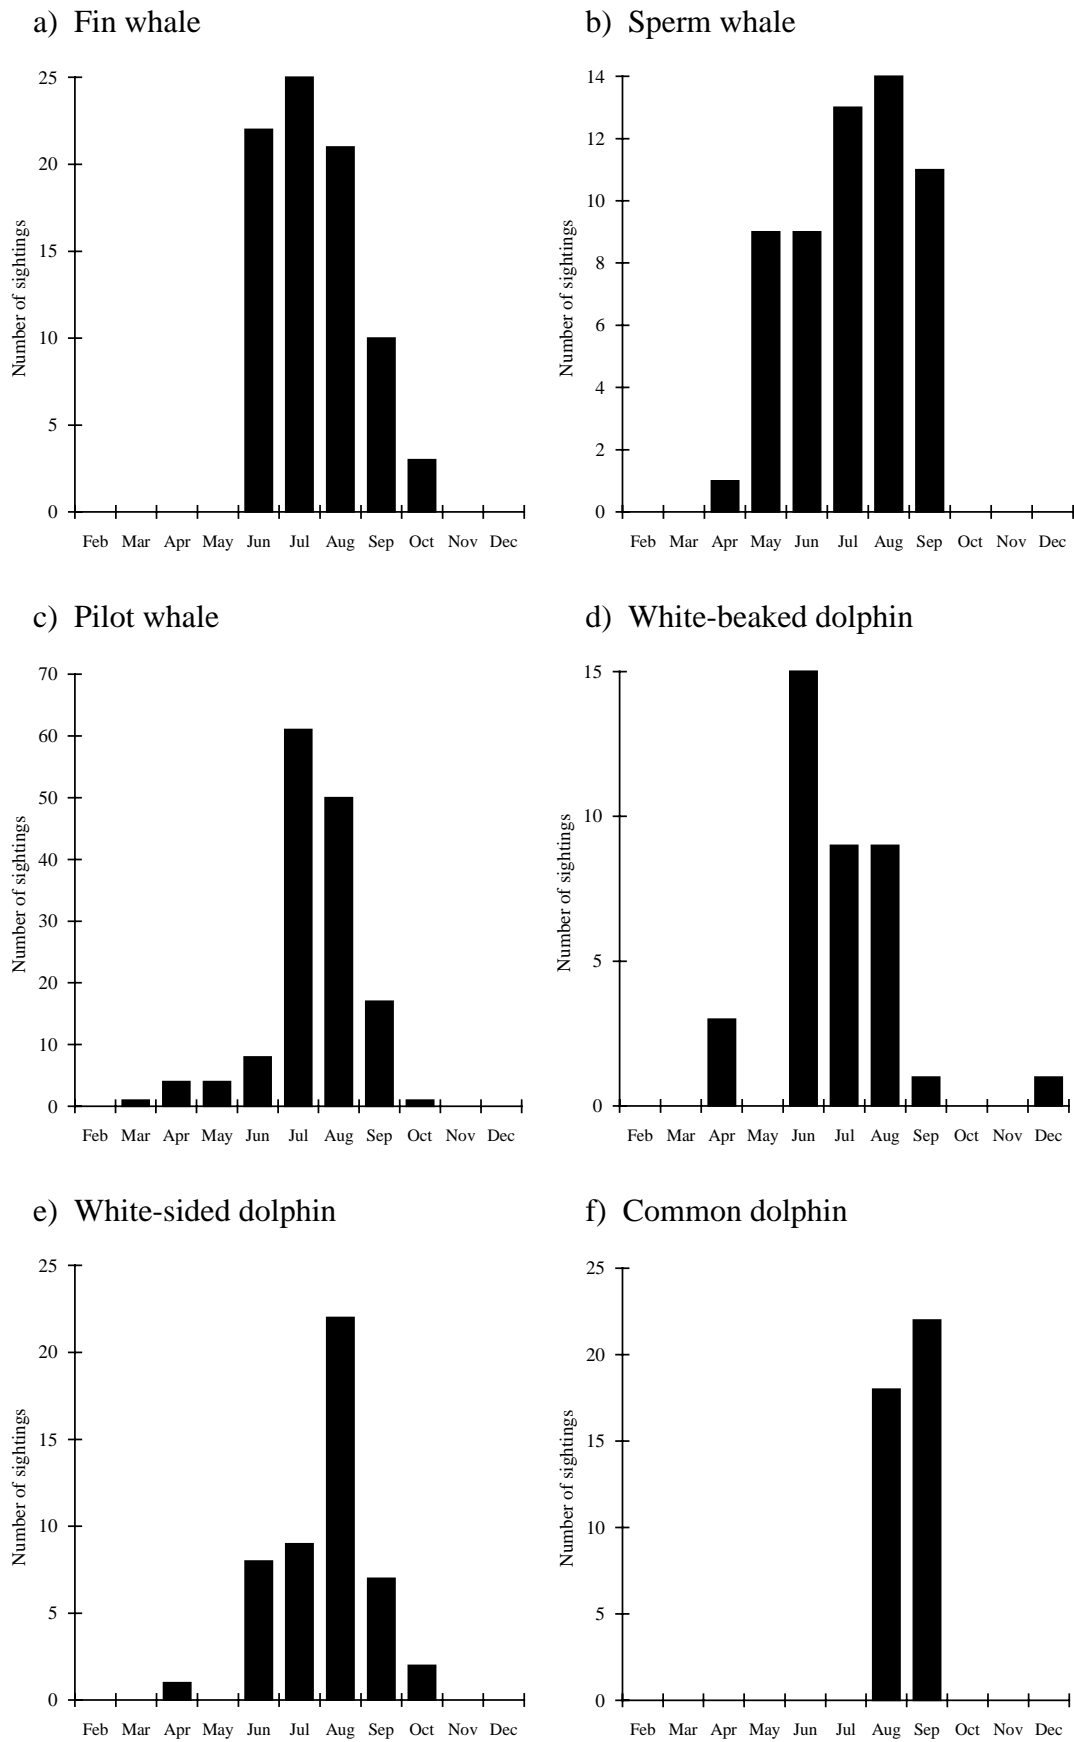 a) Fin whale
25
20
15
10
5
0
Number of sightings
Feb Mar Apr May Jun Jul Aug Sep Oct Nov Dec
b) Sperm whale
14
12
10
8
6
4
2
0
Number of sightings
Feb Mar Apr May Jun Jul Aug Sep Oct Nov Dec
c) Pilot whale
70
60
50
40
30
20
10
0
Number of sightings
Feb Mar Apr May Jun Jul Aug Sep Oct Nov Dec
d) White-beaked dolphin
15
10
5
0
Number of sightings
Feb Mar Apr May Jun Jul Aug Sep Oct Nov Dec
e) White-sided dolphin
25
20
15
10
5
0
Number of sightings
Feb Mar Apr May Jun Jul Aug Sep Oct Nov Dec
f) Common dolphin
25
20
15
10
5
0
Number of sightings
Feb Mar Apr May Jun Jul Aug Sep Oct Nov Dec